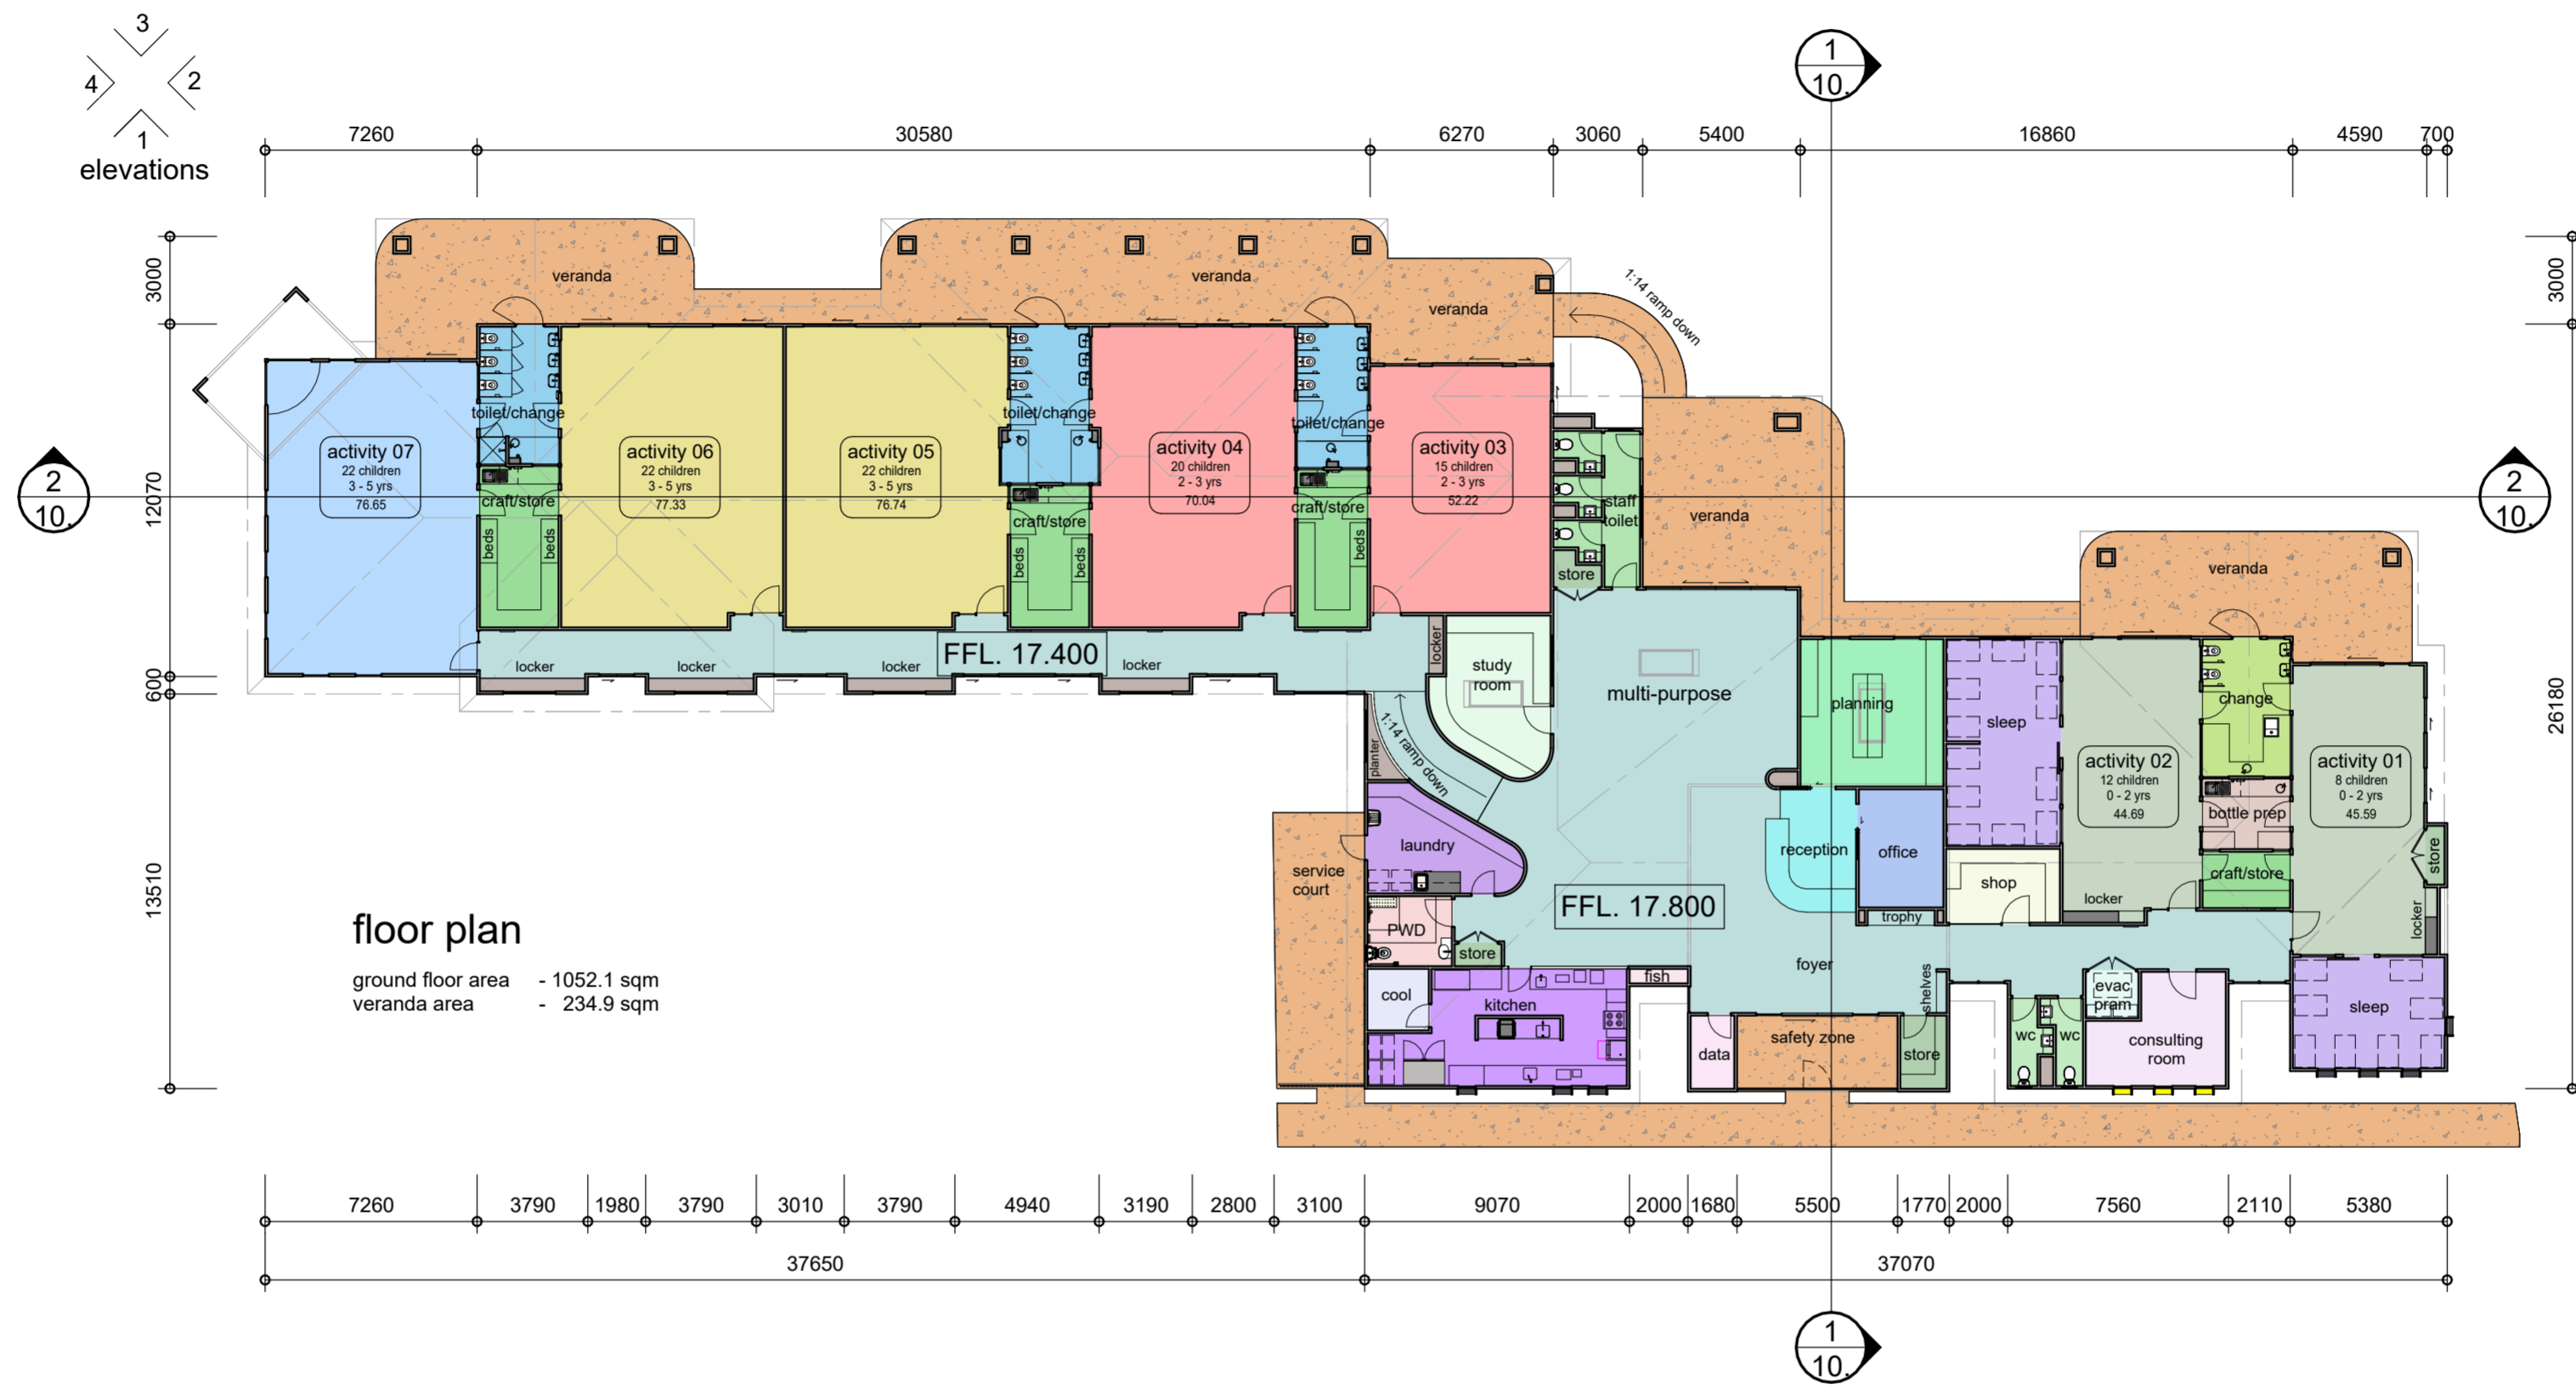 3
4
2
1
elevations
1
10.
7260
30580
6270
3060
5400
16860
4590
700
3000
3000
veranda
veranda
veranda
1:14 ramp down
veranda
veranda
toilet/change
toilet/change
toilet/change
activity 07
22 children
3 - 5 yrs
76.65
activity 06
22 children
3 - 5 yrs
77.33
activity 05
22 children
3 - 5 yrs
76.74
activity 04
20 children
2 - 3 yrs
70.04
activity 03
15 children
2 - 3 yrs
52.22
2
10.
2
10.
12070
craft/store
craft/store
craft/store
beds
beds
beds
beds
beds
staff
toilet
store
locker
locker
locker
locker
FFL. 17.400
locker
study
room
multi-purpose
planning
sleep
change
600
26180
planter
1:14 ramp down
activity 02
12 children
0 - 2 yrs
44.69
bottle prep
activity 01
8 children
0 - 2 yrs
45.59
laundry
reception
office
shop
craft/store
store
locker
locker
service
court
13510
FFL. 17.800
trophy
PWD
store
foyer
shelves
fish
cool
kitchen
floor plan
ground floor area - 1052.1 sqm
veranda area - 234.9 sqm
data
safety zone
store
wc
wc
evac
pram
consulting
room
sleep
7260
3790
1980
3790
3010
3790
4940
3190
2800
3100
9070
2000
1680
5500
1770
2000
7560
2110
5380
37650
37070
1
10.